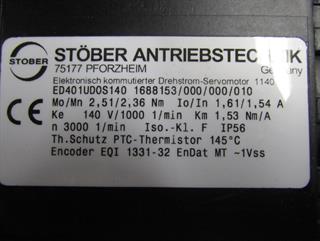 STÖBER
STÖBER ANTRIEBSTECHNIK
75177 PFORZHEIM Germany
Elektronisch kommutierter Drehstrom-Servomotor 1140
ED401UD0S140 1688153/000/000/010
Mo/Mn 2,51/2,36 Nm Io/In 1,61/1,54 A
Ke 140 V/1000 1/min Km 1,53 Nm/A
n 3000 1/min Iso.-Kl. F IP56
Th.Schutz PTC-Thermistor 145°C
Encoder EQI 1331-32 EnDat MT ~1Vss
CE